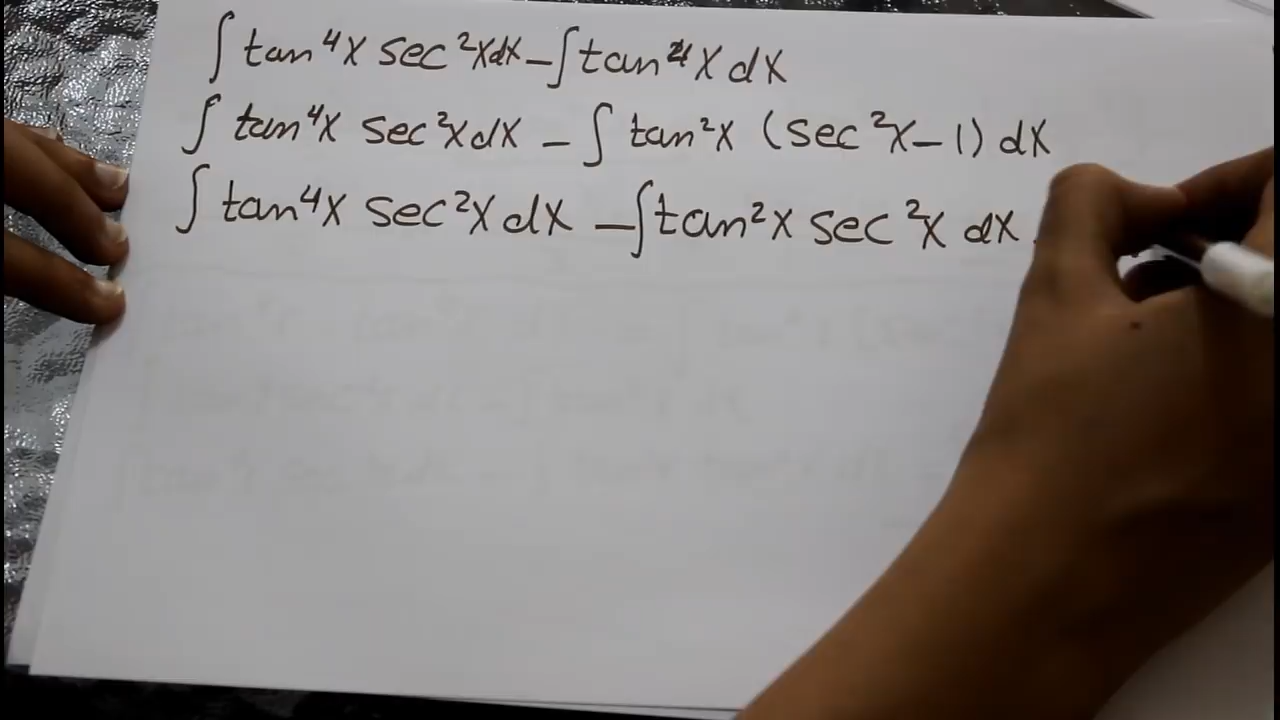 ∫ tan⁴x sec²x dx − ∫ tan⁴x dx
∫ tan⁴x sec²x dx − ∫ tan²x (sec²x − 1) dx
∫ tan⁴x sec²x dx − ∫ tan²x sec²x dx